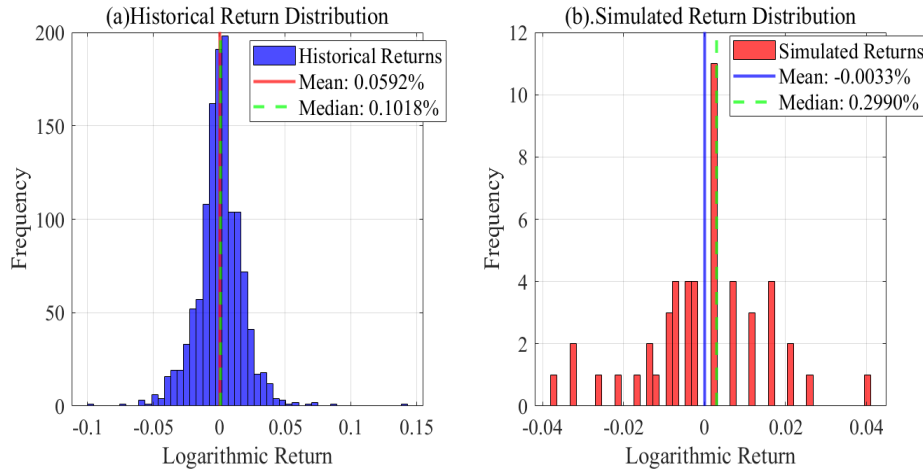 (a)Historical Return Distribution
200
150
100
50
0
Frequency
-0.1
-0.05
0
0.05
0.1
0.15
Logarithmic Return
Historical Returns
Mean: 0.0592%
Median: 0.1018%
(b).Simulated Return Distribution
12
10
8
6
4
2
0
Frequency
-0.04
-0.02
0
0.02
0.04
Logarithmic Return
Simulated Returns
Mean: -0.0033%
Median: 0.2990%